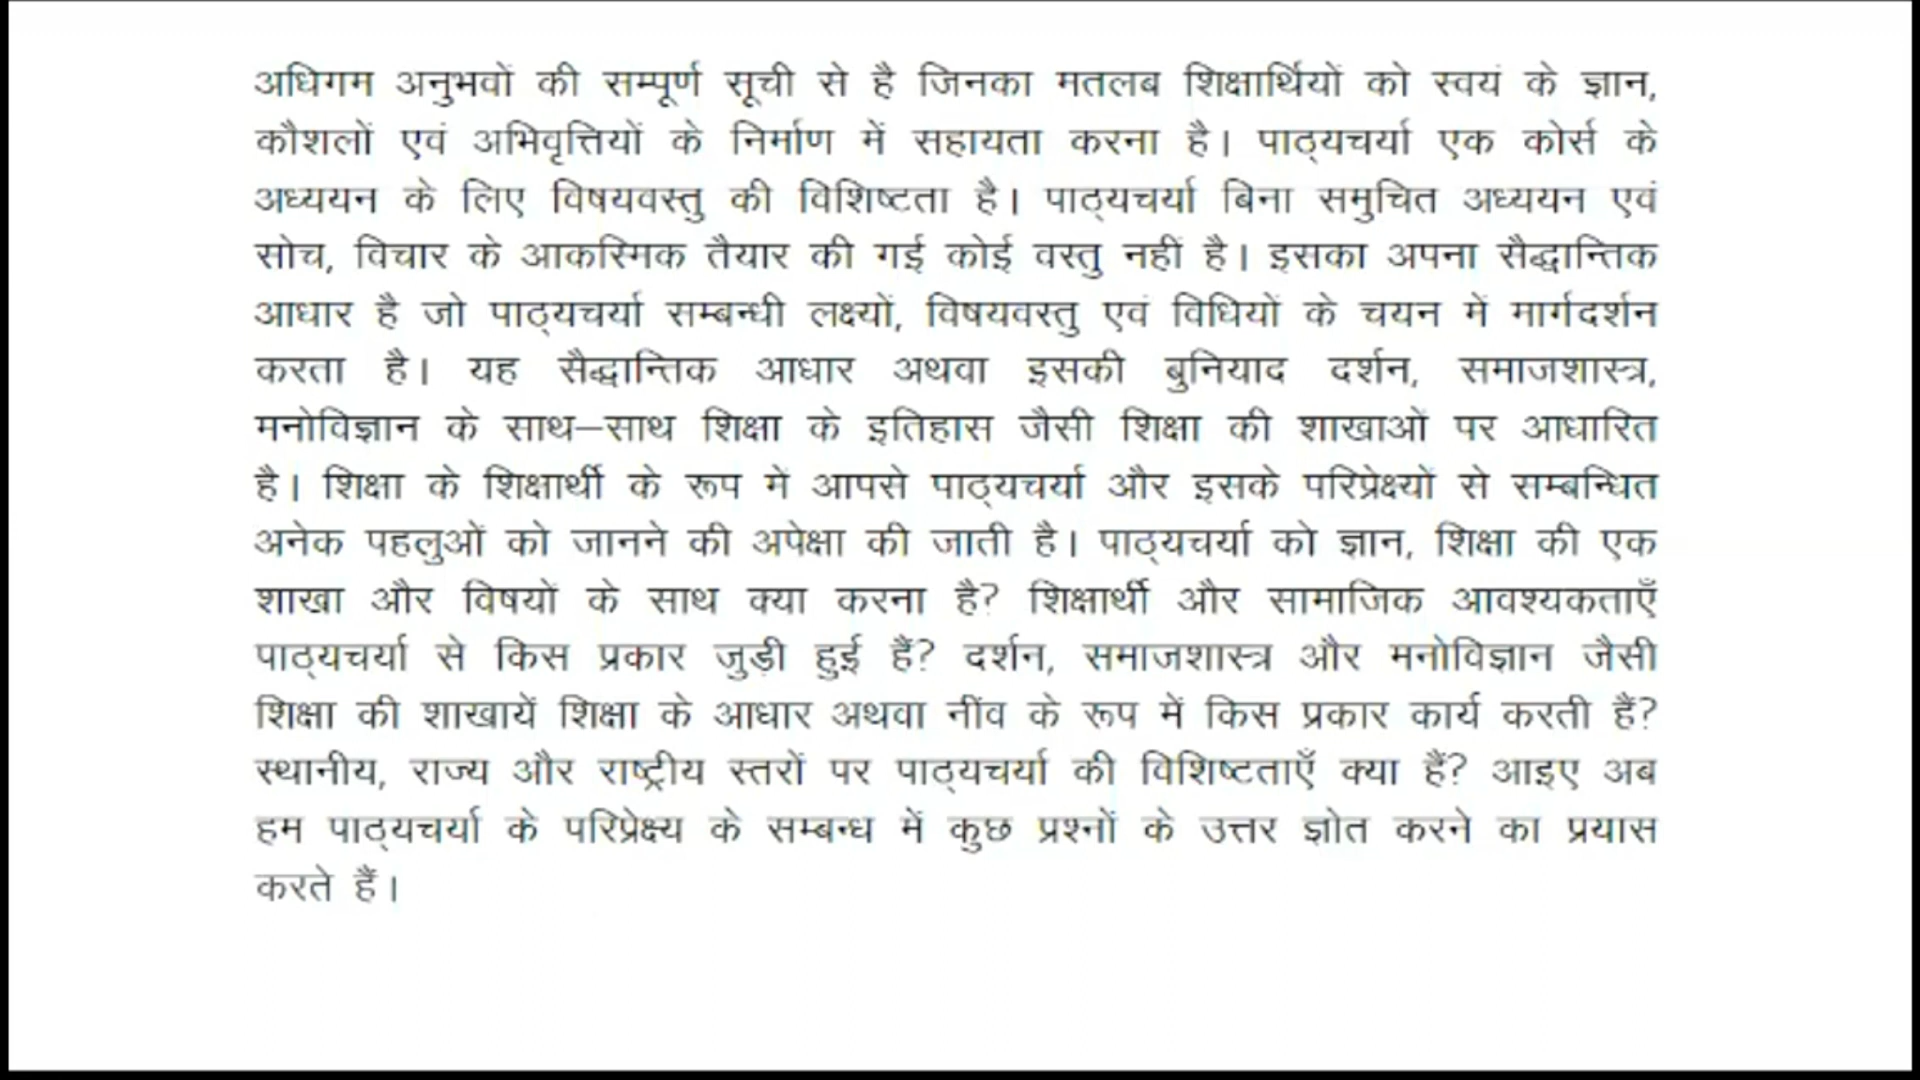 अधिगम अनुभवों की सम्पूर्ण सूची से है जिनका मतलब शिक्षार्थियों को स्वयं के ज्ञान,
कौशलों एवं अभिवृत्तियों के निर्माण में सहायता करना है। पाठ्यचर्या एक कोर्स के
अध्ययन के लिए विषयवस्तु की विशिष्टता है। पाठ्यचर्या बिना समुचित अध्ययन एवं
सोच, विचार के आकस्मिक तैयार की गई कोई वस्तु नहीं है। इसका अपना सैद्धान्तिक
आधार है जो पाठ्यचर्या सम्बन्धी लक्ष्यों, विषयवस्तु एवं विधियों के चयन में मार्गदर्शन
करता है। यह सैद्धान्तिक आधार अथवा इसकी बुनियाद दर्शन, समाजशास्त्र,
मनोविज्ञान के साथ–साथ शिक्षा के इतिहास जैसी शिक्षा की शाखाओं पर आधारित
है। शिक्षा के शिक्षार्थी के रूप में आपसे पाठ्यचर्या और इसके परिप्रेक्ष्यों से सम्बन्धित
अनेक पहलुओं को जानने की अपेक्षा की जाती है। पाठ्यचर्या को ज्ञान, शिक्षा की एक
शाखा और विषयों के साथ क्या करना है? शिक्षार्थी और सामाजिक आवश्यकताएँ
पाठ्यचर्या से किस प्रकार जुड़ी हुई हैं? दर्शन, समाजशास्त्र और मनोविज्ञान जैसी
शिक्षा की शाखायें शिक्षा के आधार अथवा नींव के रूप में किस प्रकार कार्य करती हैं?
स्थानीय, राज्य और राष्ट्रीय स्तरों पर पाठ्यचर्या की विशिष्टताएँ क्या हैं? आइए अब
हम पाठ्यचर्या के परिप्रेक्ष्य के सम्बन्ध में कुछ प्रश्नों के उत्तर ज्ञोत करने का प्रयास
करते हैं।